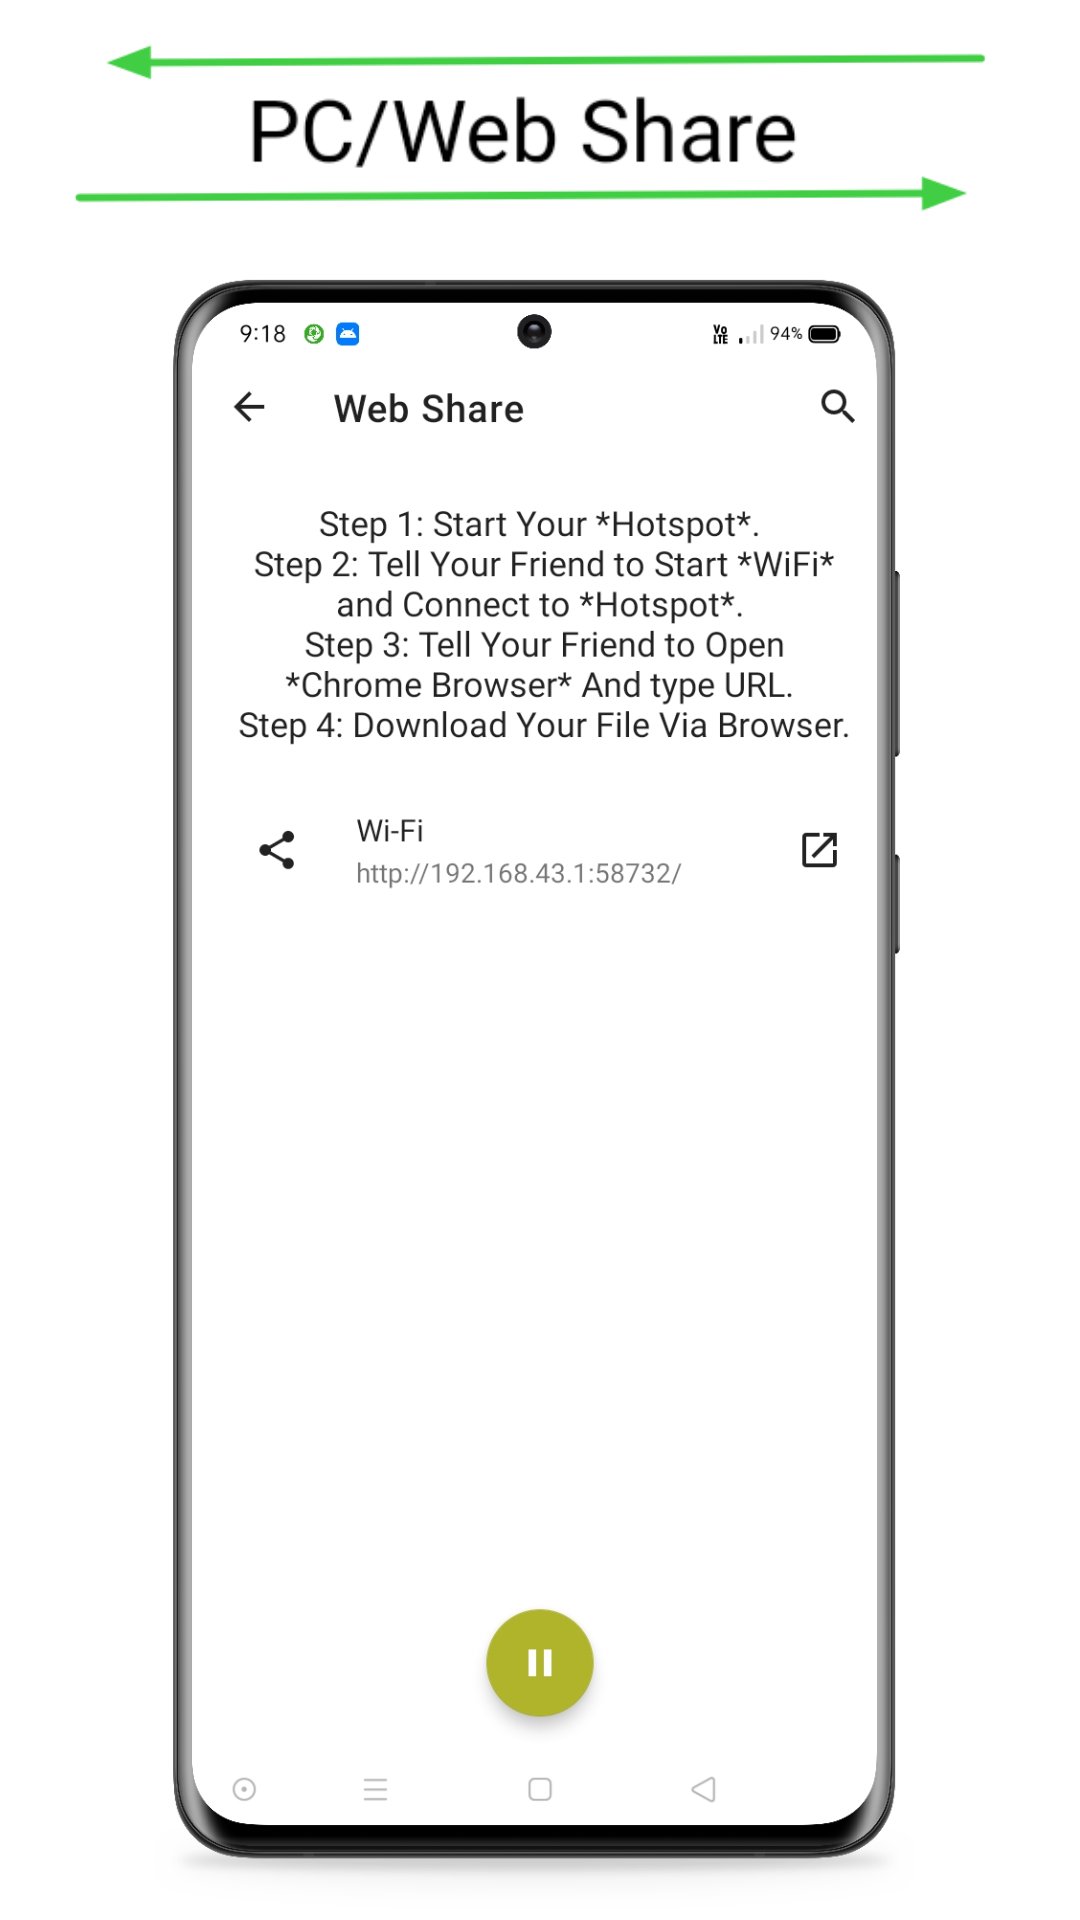 PC/Web Share
9:18
Vo
LTE
94%
Web Share
Step 1: Start Your *Hotspot*.
Step 2: Tell Your Friend to Start *WiFi*
and Connect to *Hotspot*.
Step 3: Tell Your Friend to Open
*Chrome Browser* And type URL.
Step 4: Download Your File Via Browser.
Wi-Fi
http://192.168.43.1:58732/